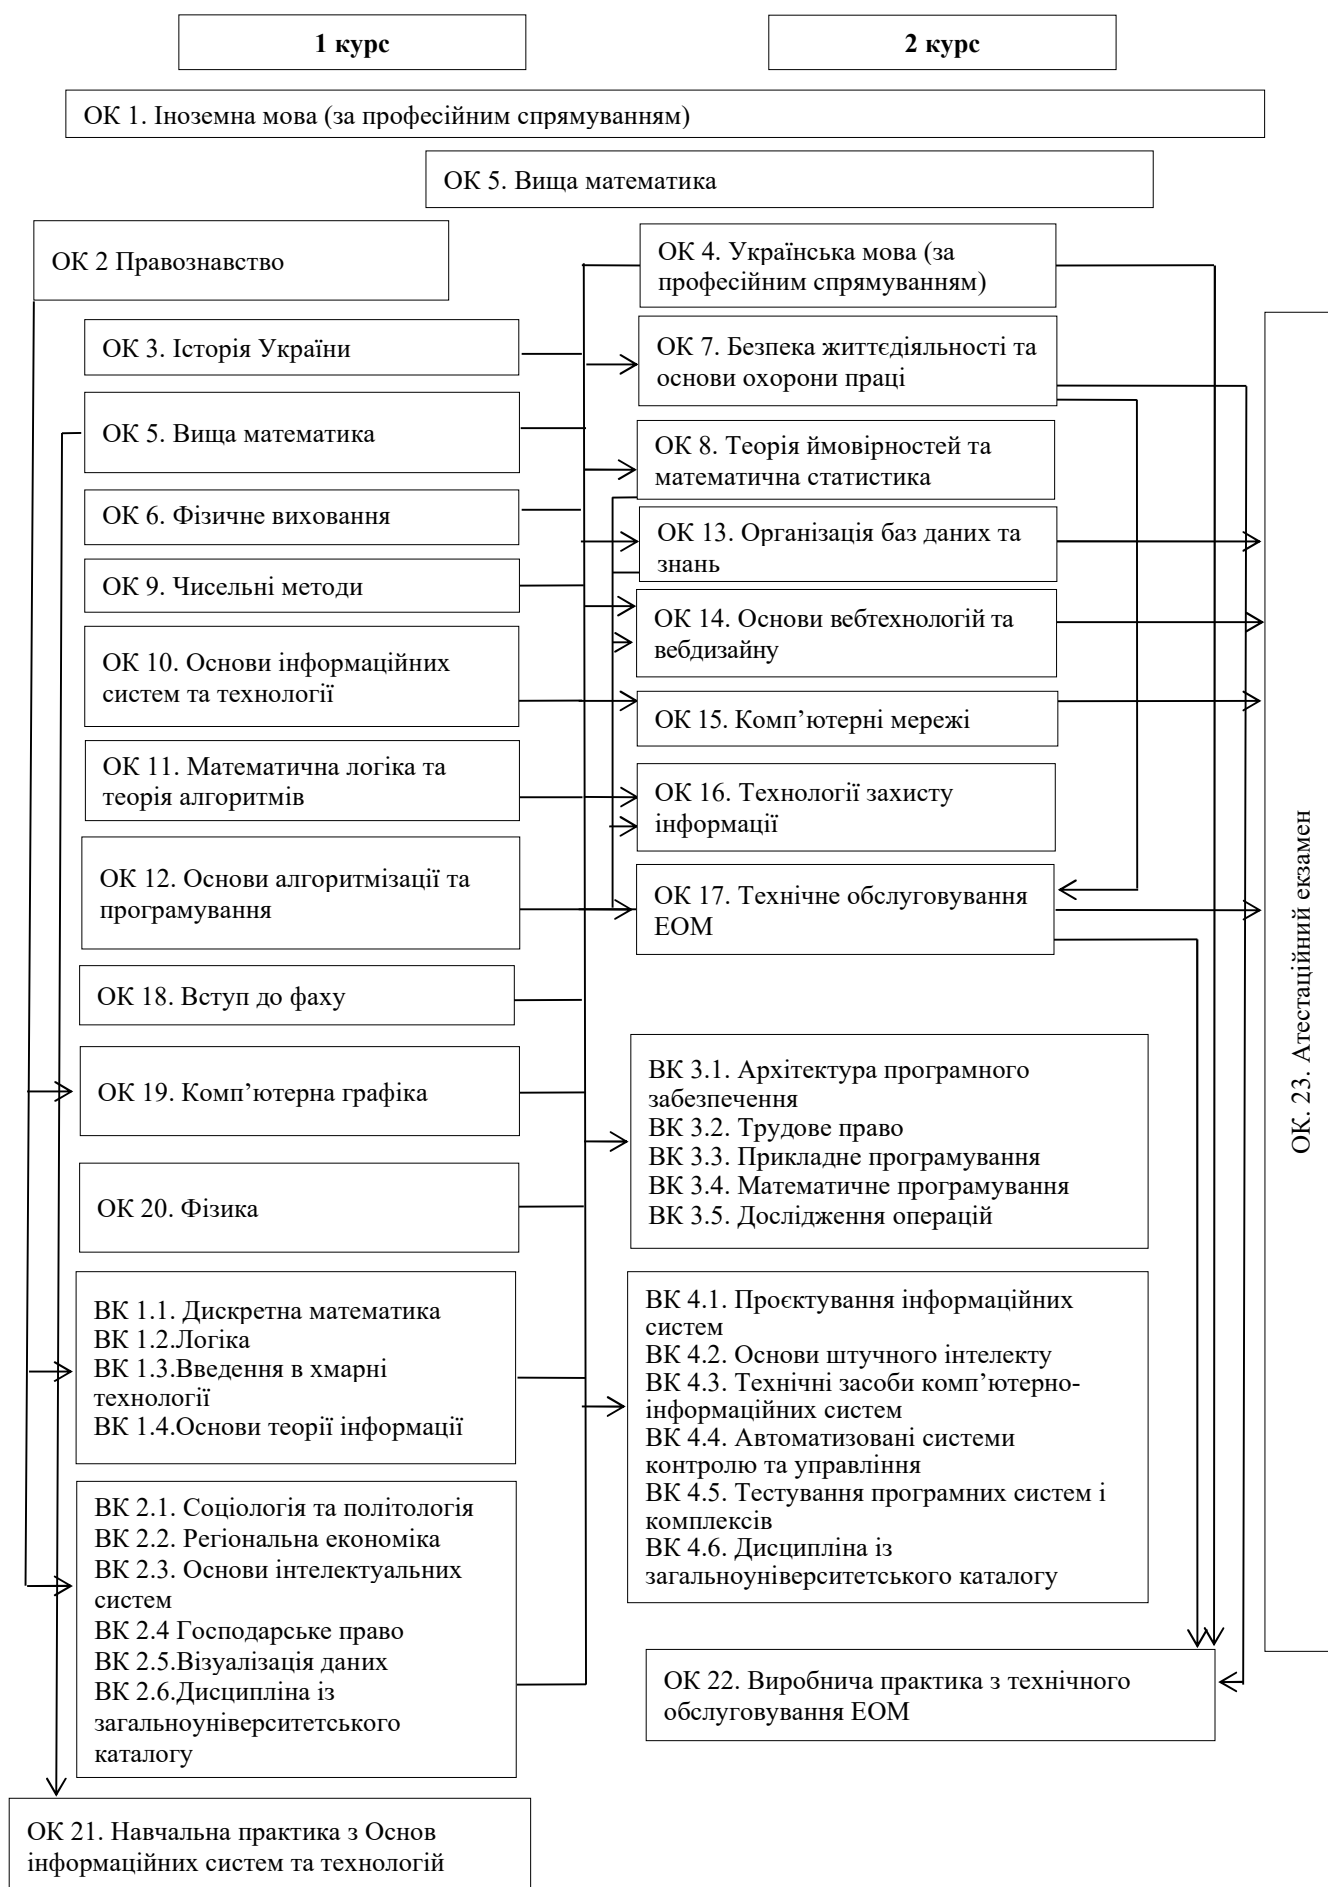 1 курс
2 курс
ОК 1. Іноземна мова (за професійним спрямуванням)
ОК 5. Вища математика
ОК 2 Правознавство
ОК 3. Історія України
ОК 5. Вища математика
ОК 6. Фізичне виховання
ОК 9. Чисельні методи
ОК 10. Основи інформаційних
систем та технології
ОК 11. Математична логіка та
теорія алгоритмів
ОК 12. Основи алгоритмізації та
програмування
ОК 18. Вступ до фаху
ОК 19. Комп’ютерна графіка
ОК 20. Фізика
ВК 1.1. Дискретна математика
ВК 1.2.Логіка
ВК 1.3.Введення в хмарні
технології
ВК 1.4.Основи теорії інформації
ВК 2.1. Соціологія та політологія
ВК 2.2. Регіональна економіка
ВК 2.3. Основи інтелектуальних
систем
ВК 2.4 Господарське право
ВК 2.5.Візуалізація даних
ВК 2.6.Дисципліна із
загальноуніверситетського
каталогу
ОК 21. Навчальна практика з Основ
інформаційних систем та технологій
ОК 4. Українська мова (за
професійним спрямуванням)
ОК 7. Безпека життєдіяльності та
основи охорони праці
ОК 8. Теорія ймовірностей та
математична статистика
ОК 13. Організація баз даних та
знань
ОК 14. Основи вебтехнологій та
вебдизайну
ОК 15. Комп’ютерні мережі
ОК 16. Технології захисту
інформації
ОК 17. Технічне обслуговування
ЕОМ
ВК 3.1. Архітектура програмного
забезпечення
ВК 3.2. Трудове право
ВК 3.3. Прикладне програмування
ВК 3.4. Математичне програмування
ВК 3.5. Дослідження операцій
ВК 4.1. Проєктування інформаційних
систем
ВК 4.2. Основи штучного інтелекту
ВК 4.3. Технічні засоби комп’ютерно-
інформаційних систем
ВК 4.4. Автоматизовані системи
контролю та управління
ВК 4.5. Тестування програмних систем і
комплексів
ВК 4.6. Дисципліна із
загальноуніверситетського каталогу
ОК 22. Виробнича практика з технічного
обслуговування ЕОМ
ОК. 23. Атестаційний екзамен